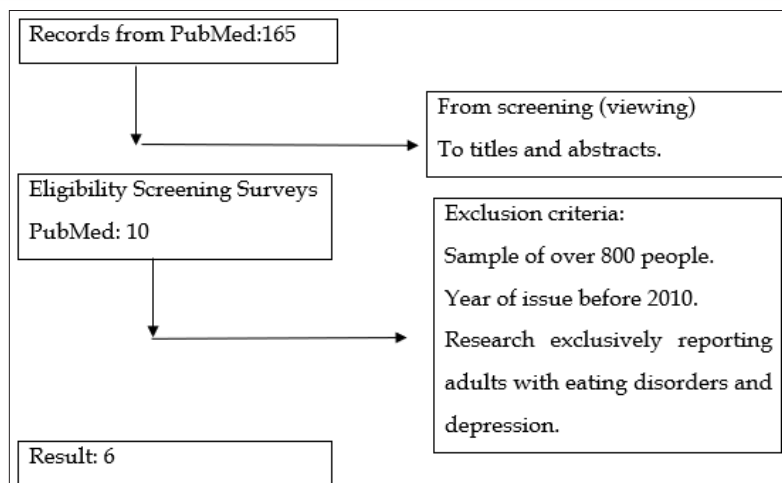 Records from PubMed:165
From screening (viewing)
To titles and abstracts.
Eligibility Screening Surveys
PubMed: 10
Exclusion criteria:
Sample of over 800 people.
Year of issue before 2010.
Research exclusively reporting
adults with eating disorders and
depression.
Result: 6